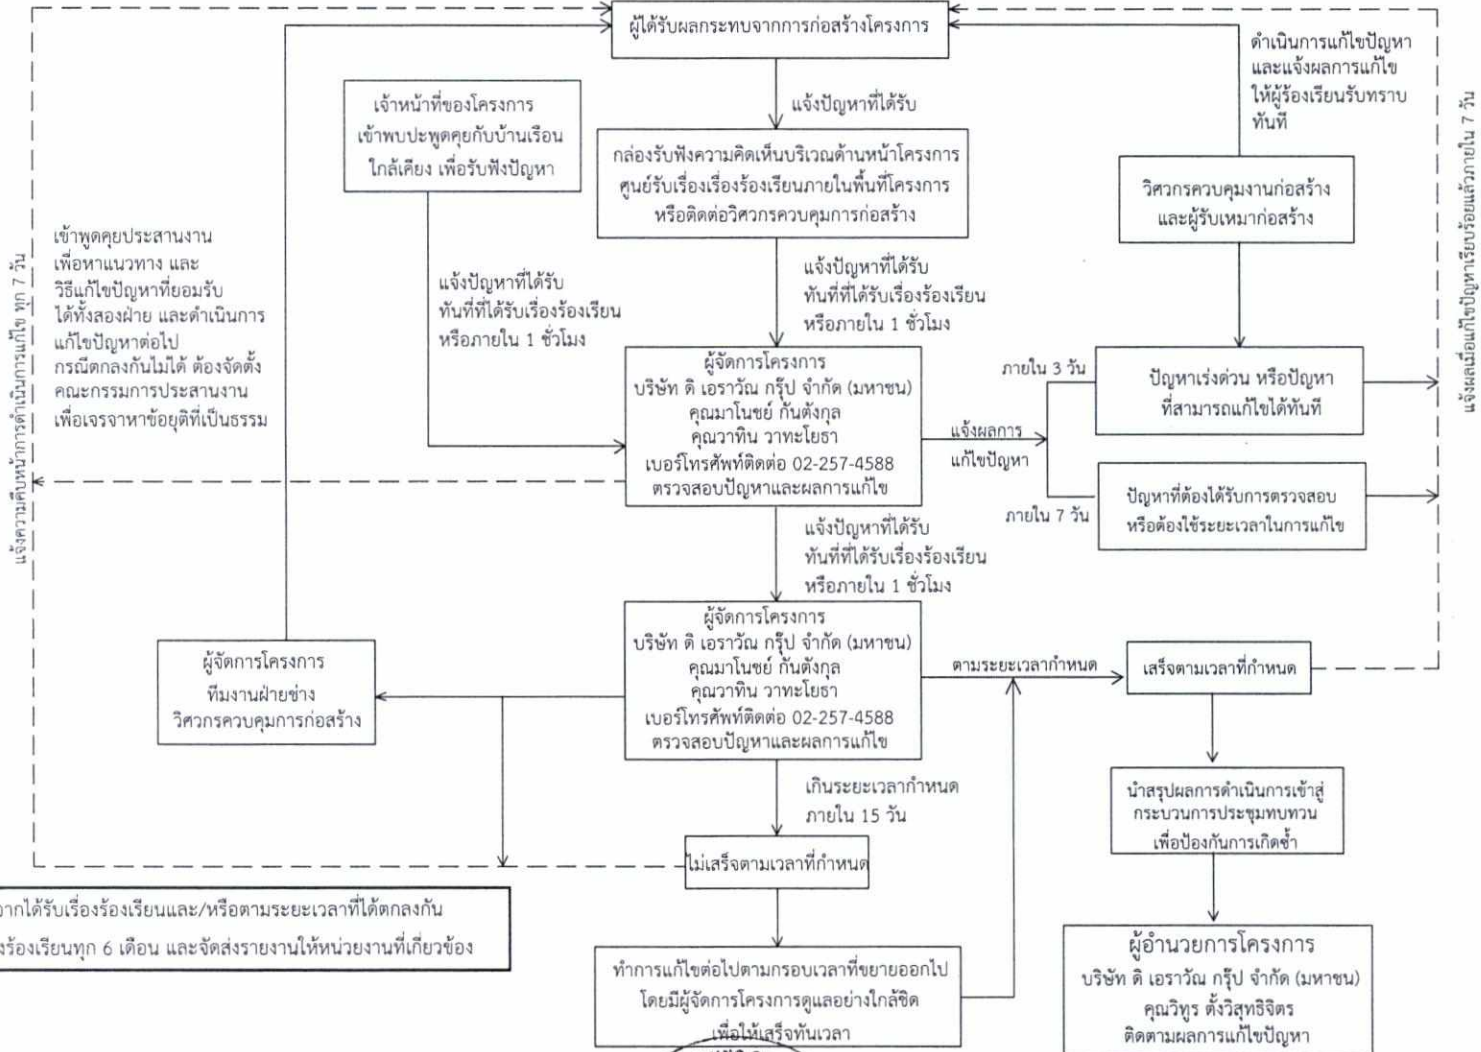 ผู้ได้รับผลกระทบจากการก่อสร้างโครงการ
แจ้งปัญหาที่ได้รับ
ดำเนินการแก้ไขปัญหา
และแจ้งผลการแก้ไข
ให้ผู้ร้องเรียนรับทราบ
ทันที
เจ้าหน้าที่ของโครงการ
เข้าพบปะพูดคุยกับบ้านเรือน
ใกล้เคียง เพื่อรับฟังปัญหา
กล่องรับฟังความคิดเห็นบริเวณด้านหน้าโครงการ
ศูนย์รับเรื่องเรื่องร้องเรียนภายในพื้นที่โครงการ
หรือติดต่อวิศวกรควบคุมการก่อสร้าง
วิศวกรควบคุมงานก่อสร้าง
และผู้รับเหมาก่อสร้าง
แจ้งผลเมื่อแก้ไขปัญหาเรียบร้อยแล้วภายใน 7 วัน
แจ้งความคืบหน้าการดำเนินการแก้ไข ทุก 7 วัน
เข้าพูดคุยประสานงาน
เพื่อหาแนวทาง และ
วิธีแก้ไขปัญหาที่ยอมรับ
ได้ทั้งสองฝ่าย และดำเนินการ
แก้ไขปัญหาต่อไป
กรณีตกลงกันไม่ได้ ต้องจัดตั้ง
คณะกรรมการประสานงาน
เพื่อเจรจาหาข้อยุติที่เป็นธรรม
แจ้งปัญหาที่ได้รับ
ทันทีที่ได้รับเรื่องร้องเรียน
หรือภายใน 1 ชั่วโมง
แจ้งปัญหาที่ได้รับ
ทันทีที่ได้รับเรื่องร้องเรียน
หรือภายใน 1 ชั่วโมง
ผู้จัดการโครงการ
บริษัท ดิ เอราวัณ กรุ๊ป จำกัด (มหาชน)
คุณมาโนชย์ กันตังกุล
คุณวาทิน วาทะโยธา
เบอร์โทรศัพท์ติดต่อ 02-257-4588
ตรวจสอบปัญหาและผลการแก้ไข
แจ้งผลการ
แก้ไขปัญหา
ภายใน 3 วัน
ปัญหาเร่งด่วน หรือปัญหา
ที่สามารถแก้ไขได้ทันที
ภายใน 7 วัน
ปัญหาที่ต้องได้รับการตรวจสอบ
หรือต้องใช้ระยะเวลาในการแก้ไข
แจ้งปัญหาที่ได้รับ
ทันทีที่ได้รับเรื่องร้องเรียน
หรือภายใน 1 ชั่วโมง
ผู้จัดการโครงการ
บริษัท ดิ เอราวัณ กรุ๊ป จำกัด (มหาชน)
คุณมาโนชย์ กันตังกุล
คุณวาทิน วาทะโยธา
เบอร์โทรศัพท์ติดต่อ 02-257-4588
ตรวจสอบปัญหาและผลการแก้ไข
ผู้จัดการโครงการ
ทีมงานฝ่ายช่าง
วิศวกรควบคุมการก่อสร้าง
ตามระยะเวลากำหนด
เสร็จตามเวลาที่กำหนด
เกินระยะเวลากำหนด
ภายใน 15 วัน
ไม่เสร็จตามเวลาที่กำหนด
นำสรุปผลการดำเนินการเข้าสู่
กระบวนการประชุมทบทวน
เพื่อป้องกันการเกิดซ้ำ
จากได้รับเรื่องร้องเรียนและ/หรือตามระยะเวลาที่ได้ตกลงกัน
งร้องเรียนทุก 6 เดือน และจัดส่งรายงานให้หน่วยงานที่เกี่ยวข้อง
ทำการแก้ไขต่อไปตามกรอบเวลาที่ขยายออกไป
โดยมีผู้จัดการโครงการดูแลอย่างใกล้ชิด
เพื่อให้เสร็จทันเวลา
ผู้อำนวยการโครงการ
บริษัท ดิ เอราวัณ กรุ๊ป จำกัด (มหาชน)
คุณวิทูร ตั้งวิสุทธิจิตร
ติดตามผลการแก้ไขปัญหา